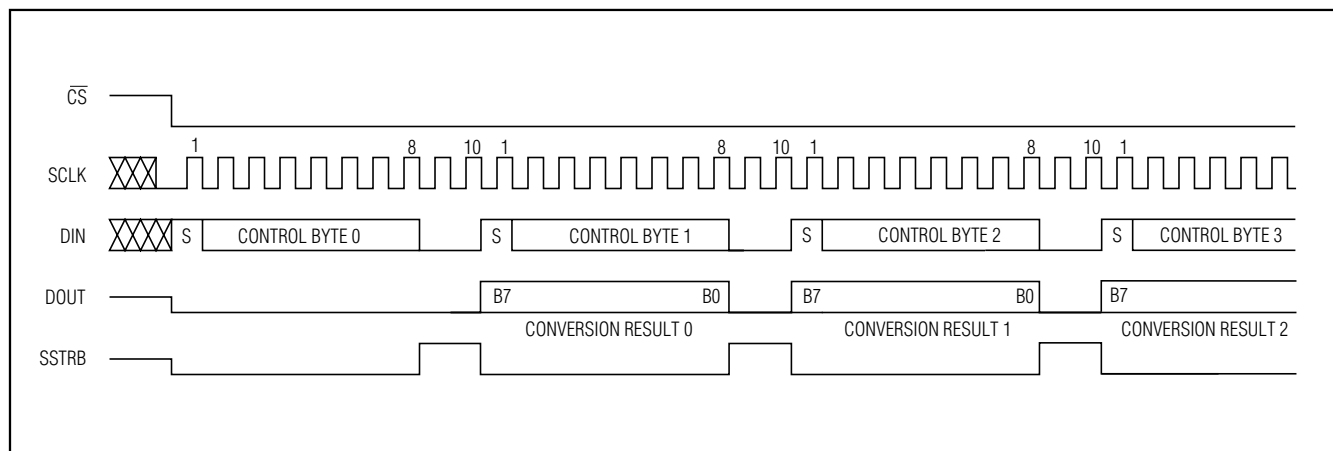 CS
1 8 10 1 8 10 1 8 10 1
SCLK
DIN S CONTROL BYTE 0 S CONTROL BYTE 1 S CONTROL BYTE 2 S CONTROL BYTE 3
DOUT B7 B0 B7 B0 B7
CONVERSION RESULT 0 CONVERSION RESULT 1 CONVERSION RESULT 2
SSTRB